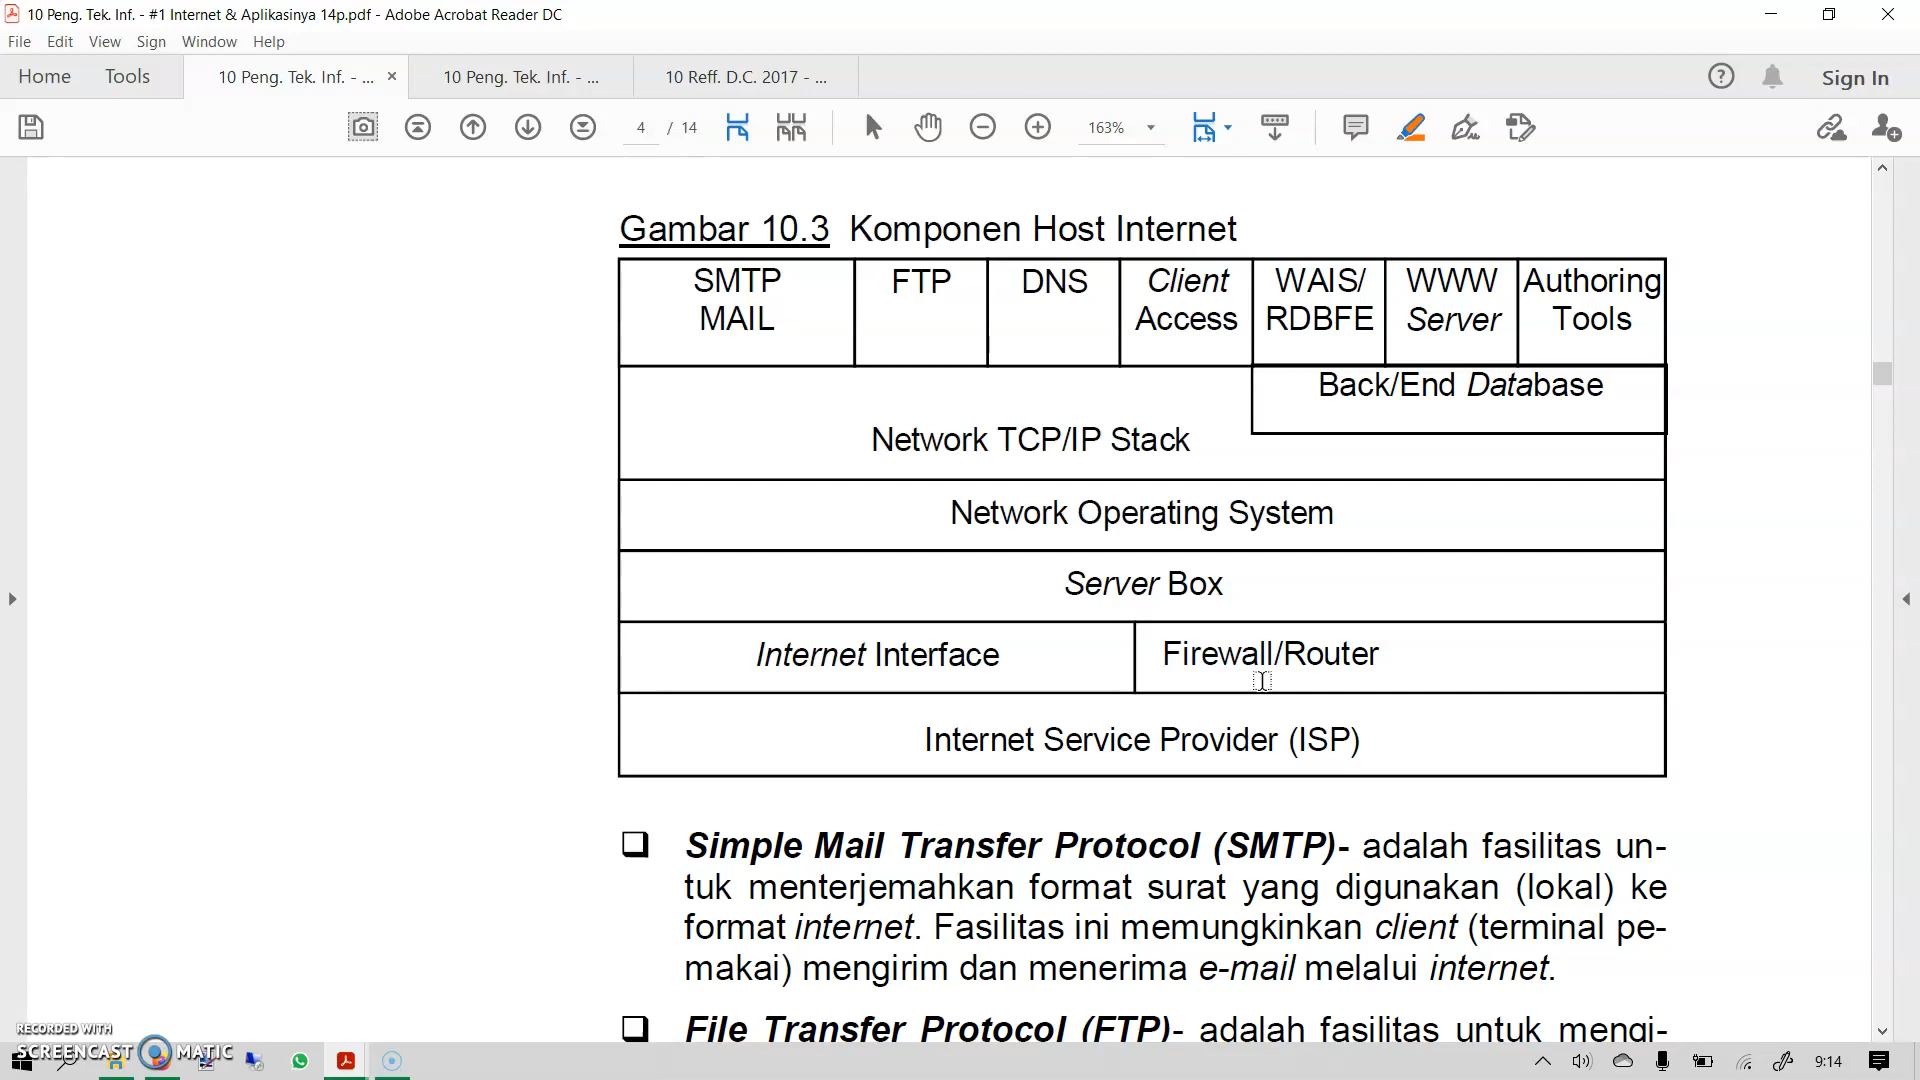 10 Peng. Tek. Inf. - #1 Internet & Aplikasinya 14p.pdf - Adobe Acrobat Reader DC
File Edit View Sign Window Help
Home Tools 10 Peng. Tek. Inf. - ... × 10 Peng. Tek. Inf. - ... 10 Reff. D.C. 2017 - ... Sign In
4 / 14 163%
Gambar 10.3 Komponen Host Internet
SMTP MAIL
FTP
DNS
Client Access
WAIS/ RDBFE
WWW Server
Authoring Tools
Back/End Database
Network TCP/IP Stack
Network Operating System
Server Box
Internet Interface Firewall/Router
Internet Service Provider (ISP)
❑ Simple Mail Transfer Protocol (SMTP)- adalah fasilitas un-
tuk menterjemahkan format surat yang digunakan (lokal) ke
format internet. Fasilitas ini memungkinkan client (terminal pe-
makai) mengirim dan menerima e-mail melalui internet.
❑ File Transfer Protocol (FTP)- adalah fasilitas untuk mengi-
RECORDED WITH
SCREENCAST MATIC
9:14